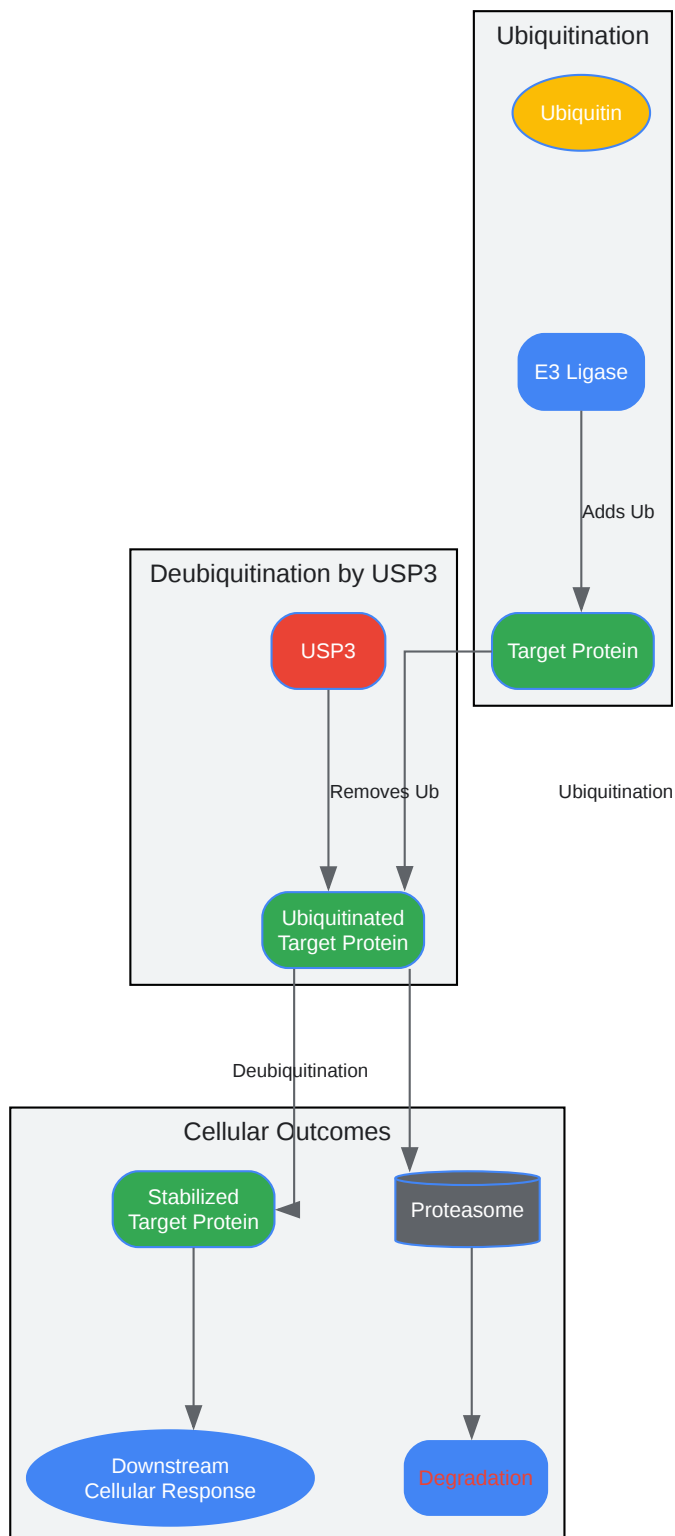 Ubiquitination
Ubiquitin
E3 Ligase
Adds Ub
Deubiquitination by USP3
USP3
Target Protein
Removes Ub
Ubiquitination
Ubiquitinated
Target Protein
Deubiquitination
Cellular Outcomes
Stabilized
Target Protein
Proteasome
Downstream
Cellular Response
Degradation